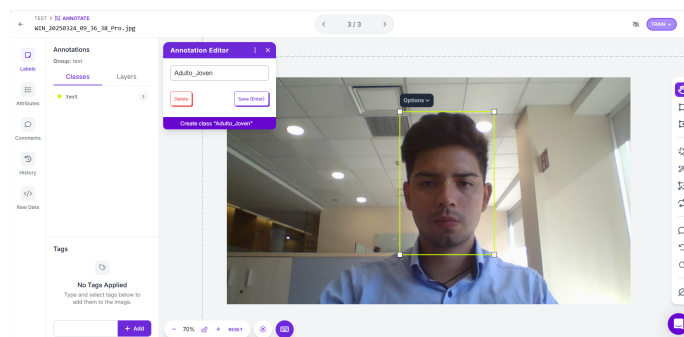 TEST > ANNOTATE
WIN_20250324_09_36_38_Pro.jpg
3 / 3
TRAIN
Labels
Attributes
Comments
History
Raw Data
Annotations
Group: test
Classes
Layers
test
Tags
No Tags Applied
Type and select tags below to
add them to the image.
+ Add
Annotation Editor
Adulto_Joven
Delete
Save (Enter)
Create class "Adulto_Joven"
Options
70%
RESET